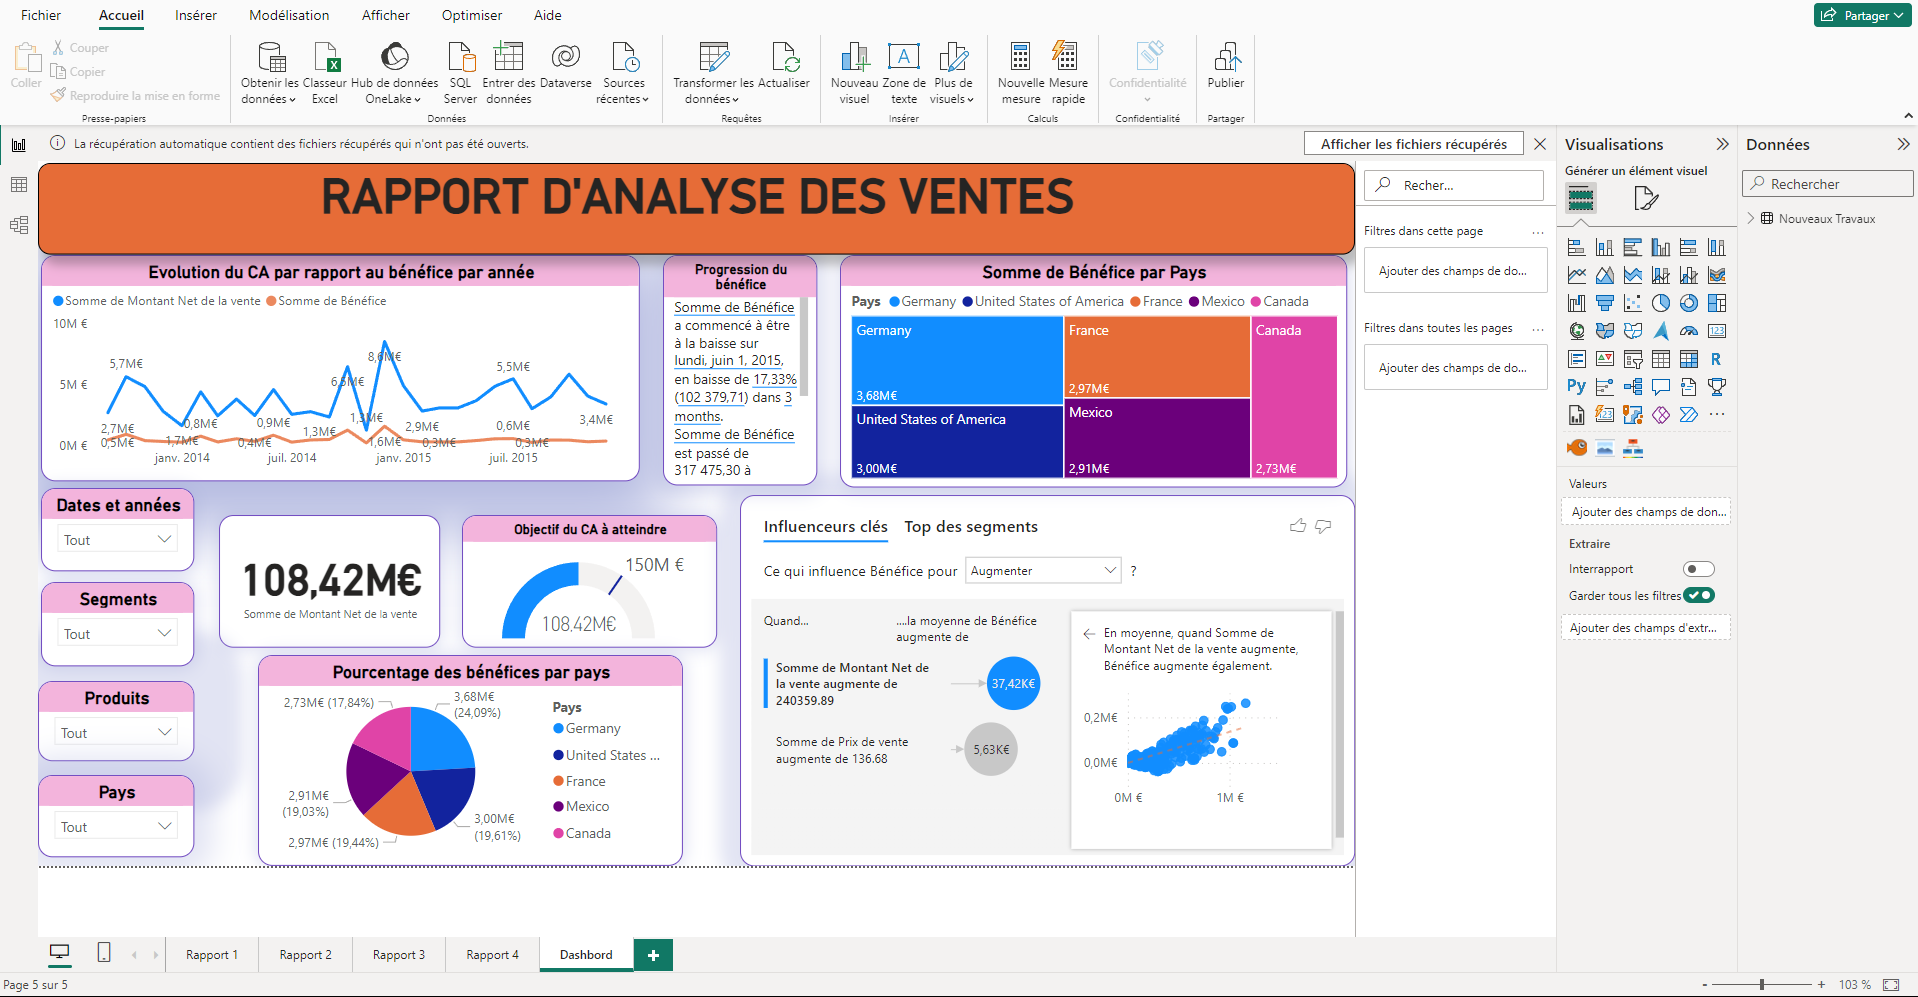 Fichier Accueil Insérer Modélisation Afficher Optimiser Aide Partager
Coller
Couper
Copier
Reproduire la mise en forme
Presse-papiers
Obtenir les données
Classeur Excel
Hub de données OneLake
SQL Server
Entrer des données
Dataverse
Sources récentes
Données
Transformer les données
Actualiser
Requêtes
Nouveau visuel
Zone de texte
Plus de visuels
Insérer
Nouvelle mesure
Mesure rapide
Calculs
Confidentialité
Confidentialité
Publier
Partager
La récupération automatique contient des fichiers récupérés qui n'ont pas été ouverts.
Afficher les fichiers récupérés
RAPPORT D'ANALYSE DES VENTES
Evolution du CA par rapport au bénéfice par année
Somme de Montant Net de la vente Somme de Bénéfice
10M €
5M €
0M €
5,7M€
8,6M€
5,5M€
2,7M€
0,8M€
0,9M€
1,3M€
2,9M€
0,6M€
3,4M€
0,5M€
1,7M€
0,4M€
1,3M€
1,6M€
0,3M€
0,3M€
janv. 2014
juil. 2014
janv. 2015
juil. 2015
Progression du
bénéfice
Somme de Bénéfice
a commencé à être
à la baisse sur
lundi, juin 1, 2015,
en baisse de 17,33%
(102 379,71) dans 3
months.
Somme de Bénéfice
est passé de
317 475,30 à
Somme de Bénéfice par Pays
Pays Germany United States of America France Mexico Canada
Germany
3,68M€
United States of America
3,00M€
France
2,97M€
Mexico
2,91M€
Canada
2,73M€
Dates et années
Tout
Segments
Tout
Produits
Tout
Pays
Tout
108,42M€
Somme de Montant Net de la vente
Objectif du CA à atteindre
150M €
108,42M€
Pourcentage des bénéfices par pays
2,73M€ (17,84%)
3,68M€
(24,09%)
2,91M€
(19,03%)
2,97M€ (19,44%)
3,00M€
(19,61%)
Pays
Germany
United States ...
France
Mexico
Canada
Influenceurs clés Top des segments
Ce qui influence Bénéfice pour Augmenter ?
Quand...
....la moyenne de Bénéfice
augmente de
Somme de Montant Net de
la vente augmente de
240359.89
37,42K€
Somme de Prix de vente
augmente de 136.68
5,63K€
En moyenne, quand Somme de
Montant Net de la vente augmente,
Bénéfice augmente également.
0,2M€
0,0M€
0M €
1M €
Recher...
Filtres dans cette page ...
Ajouter des champs de do...
Filtres dans toutes les pages ...
Ajouter des champs de do...
Visualisations
Générer un élément visuel
123
R
Py
123
...
Valeurs
Ajouter des champs de don...
Extraire
Interrapport
Garder tous les filtres
Ajouter des champs d'extr...
Données
Rechercher
Nouveaux Travaux
Rapport 1 Rapport 2 Rapport 3 Rapport 4 Dashbord +
Page 5 sur 5
- + 103 %